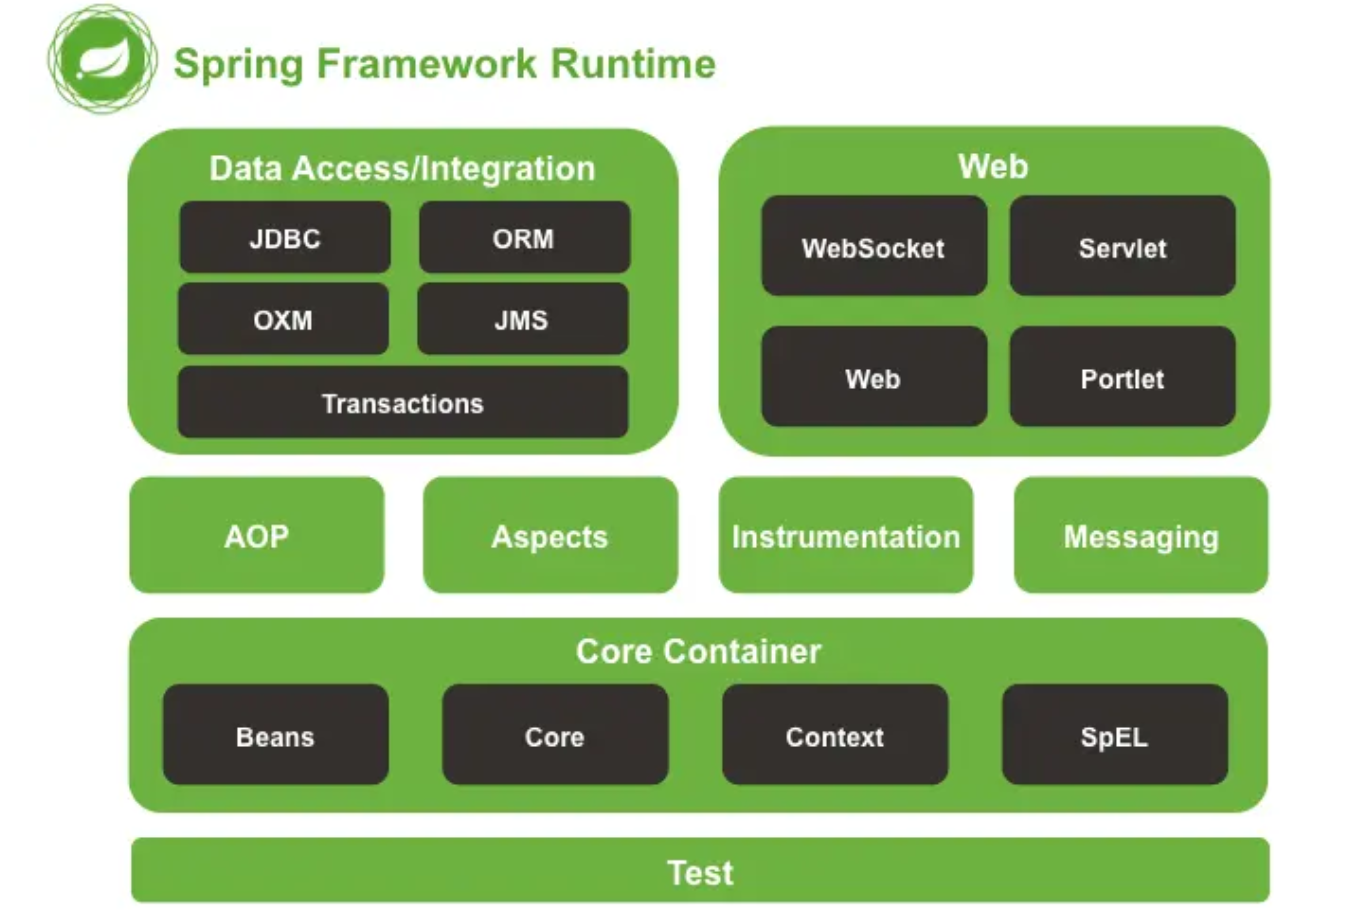 Spring Framework Runtime
Data Access/Integration
JDBC
ORM
OXM
JMS
Transactions
Web
WebSocket
Servlet
Web
Portlet
AOP
Aspects
Instrumentation
Messaging
Core Container
Beans
Core
Context
SpEL
Test